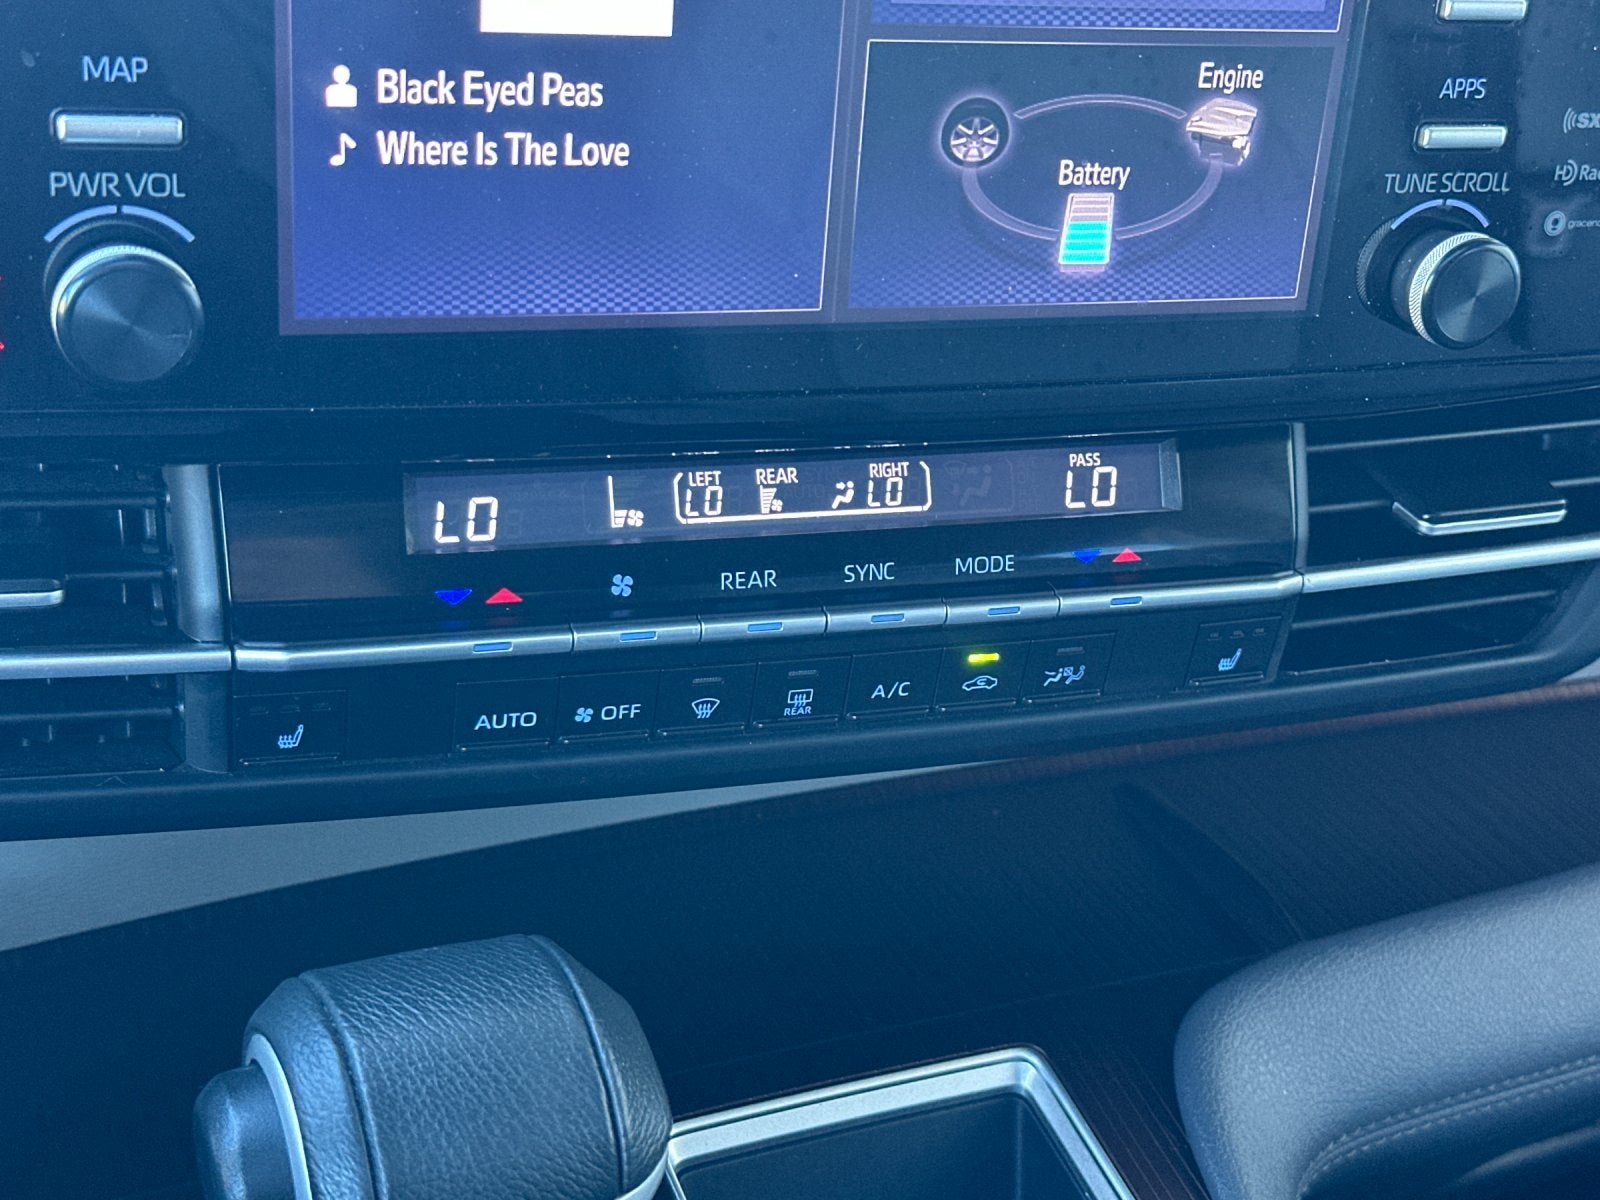 MAP
PWR VOL
Black Eyed Peas
Where Is The Love
Engine
Battery
APPS
TUNE SCROLL
LO
LEFT
LO
REAR
RIGHT
LO
PASS
LO
REAR
SYNC
MODE
AUTO
OFF
REAR
A/C